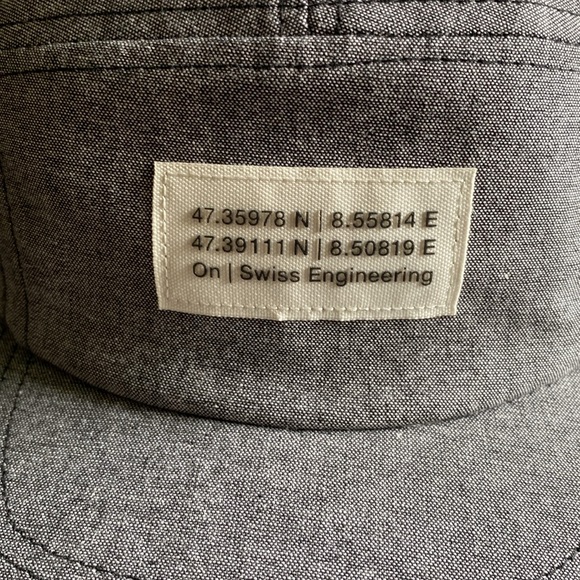 47.35978 N | 8.55814 E
47.39111 N | 8.50819 E
On | Swiss Engineering